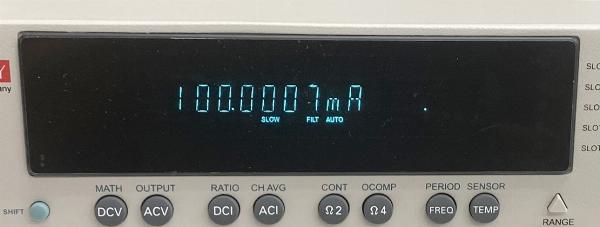 100.0007mA
SLOW FILT AUTO
MATH OUTPUT RATIO CH AVG CONT OCOMP PERIOD SENSOR
DCV ACV DCI ACI Ω2 Ω4 FREQ TEMP
SHIFT
RANGE